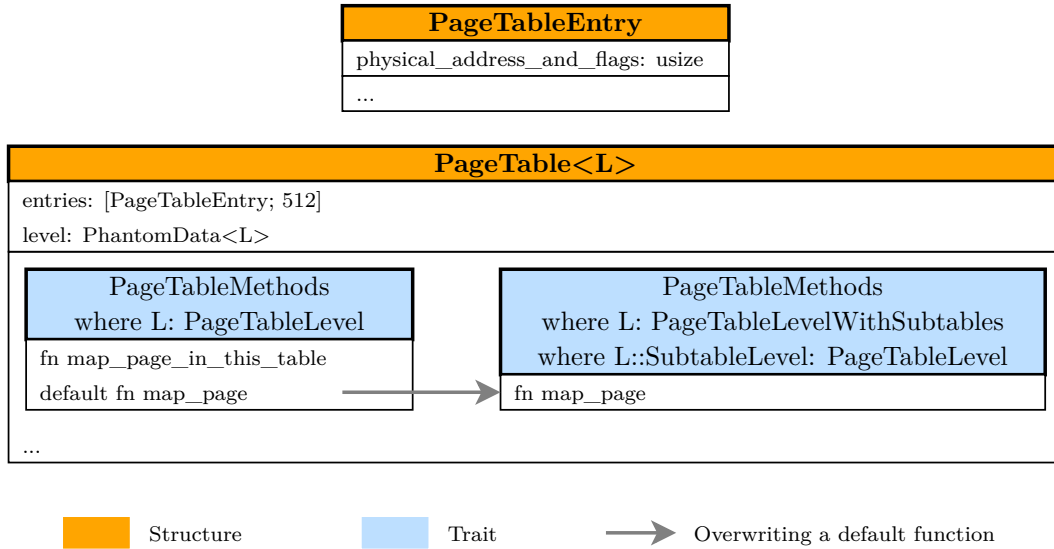 PageTableEntry
physical_address_and_flags: usize
...
PageTable<L>
entries: [PageTableEntry; 512]
level: PhantomData<L>
PageTableMethods
where L: PageTableLevel
fn map_page_in_this_table
default fn map_page
PageTableMethods
where L: PageTableLevelWithSubtables
where L::SubtableLevel: PageTableLevel
fn map_page
...
Structure
Trait
Overwriting a default function